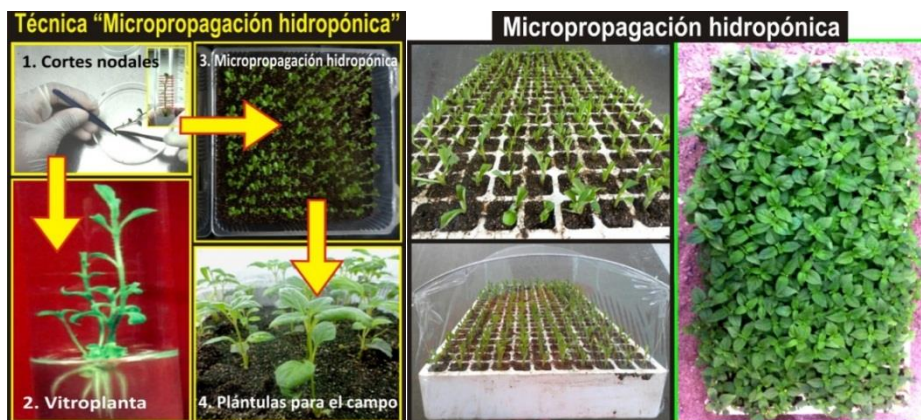 Técnica “Micropropagación hidropónica”
1. Cortes nodales
3. Micropropagación hidropónica
2. Vitroplanta
4. Plántulas para el campo
Micropropagación hidropónica